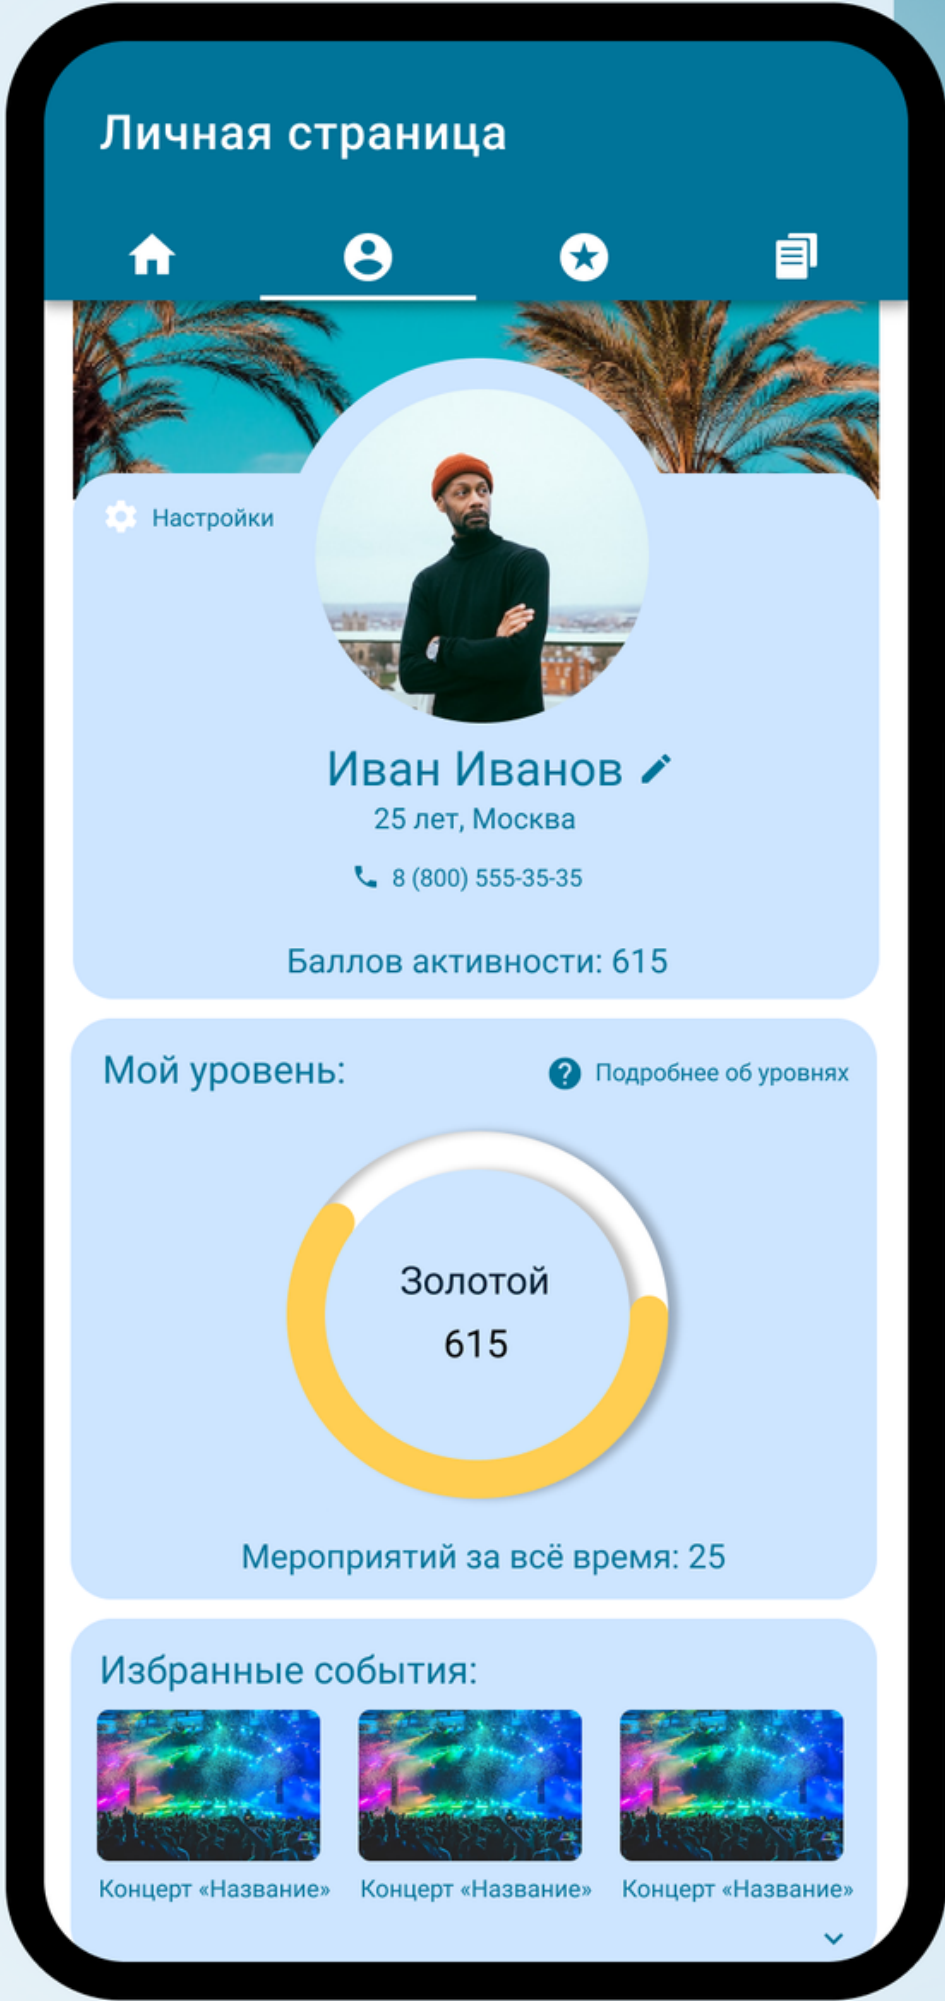 Личная страница
Настройки
Иван Иванов
25 лет, Москва
8 (800) 555-35-35
Баллов активности: 615
Мой уровень:
? Подробнее об уровнях
Золотой
615
Мероприятий за всё время: 25
Избранные события:
Концерт «Название» Концерт «Название» Концерт «Название»